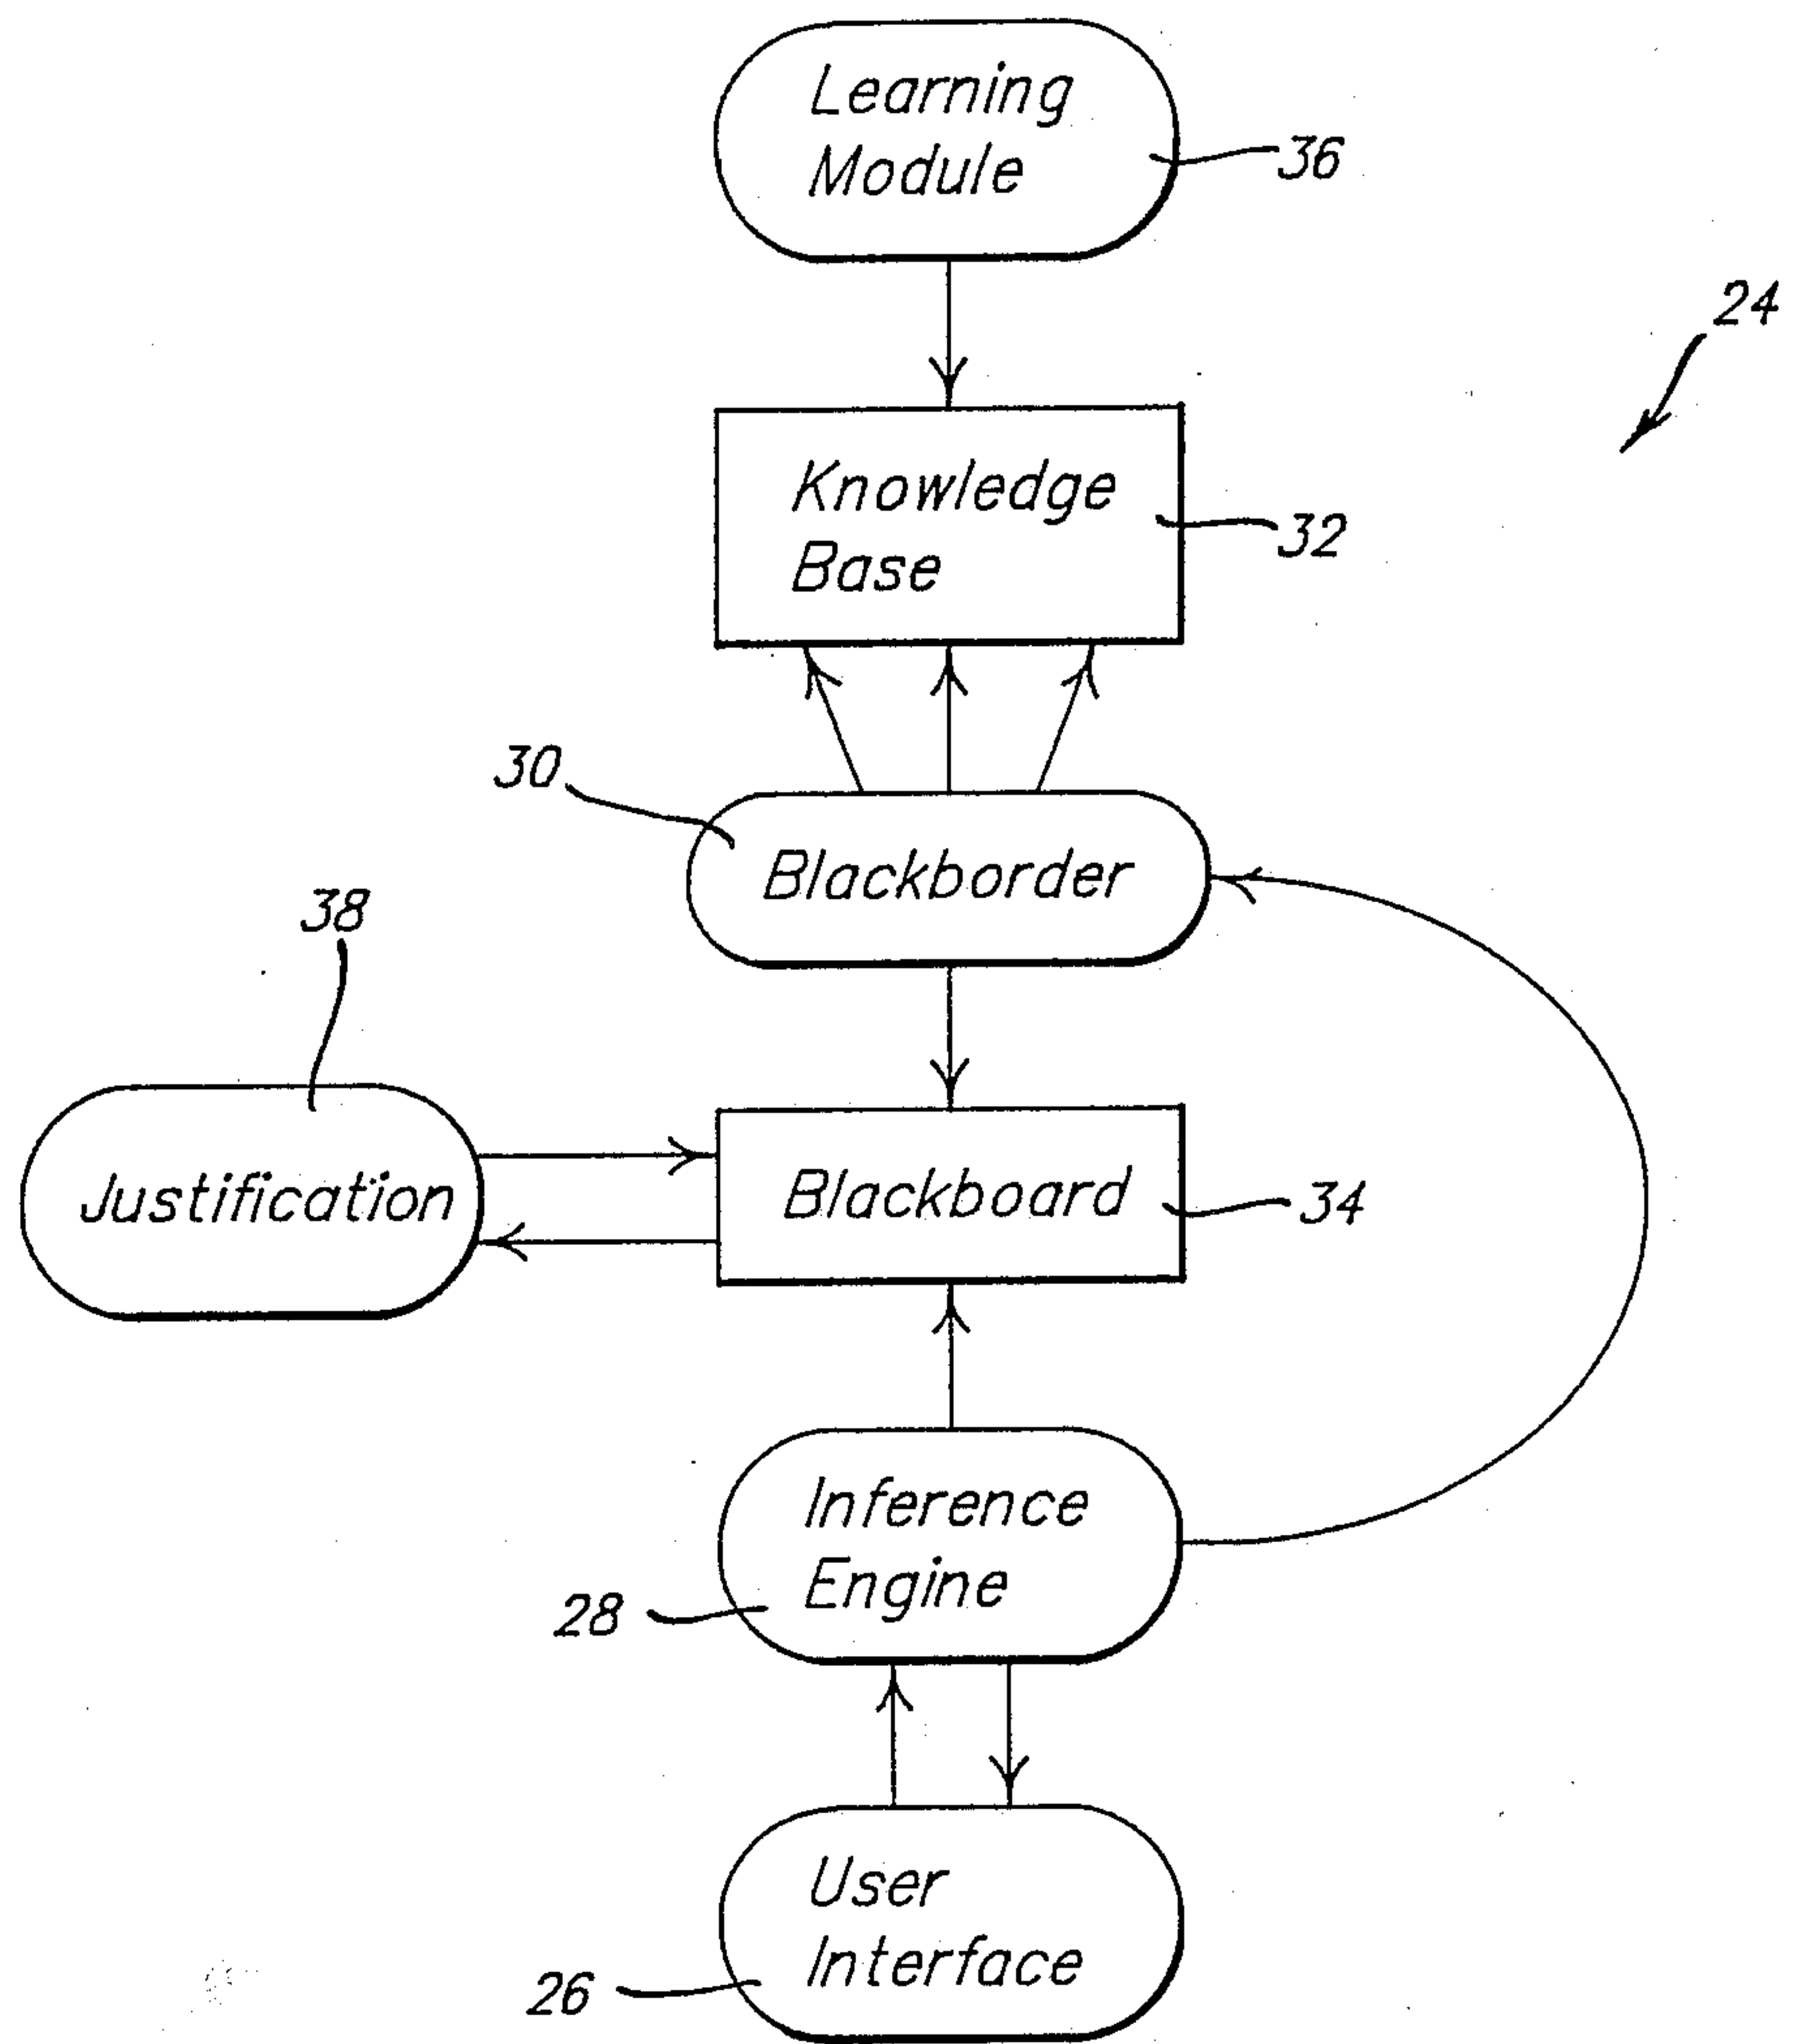 Learning
Module
36
24
Knowledge
Base
32
30
Blackborder
38
Justification
Blackboard
34
Inference
Engine
28
User
Interface
26